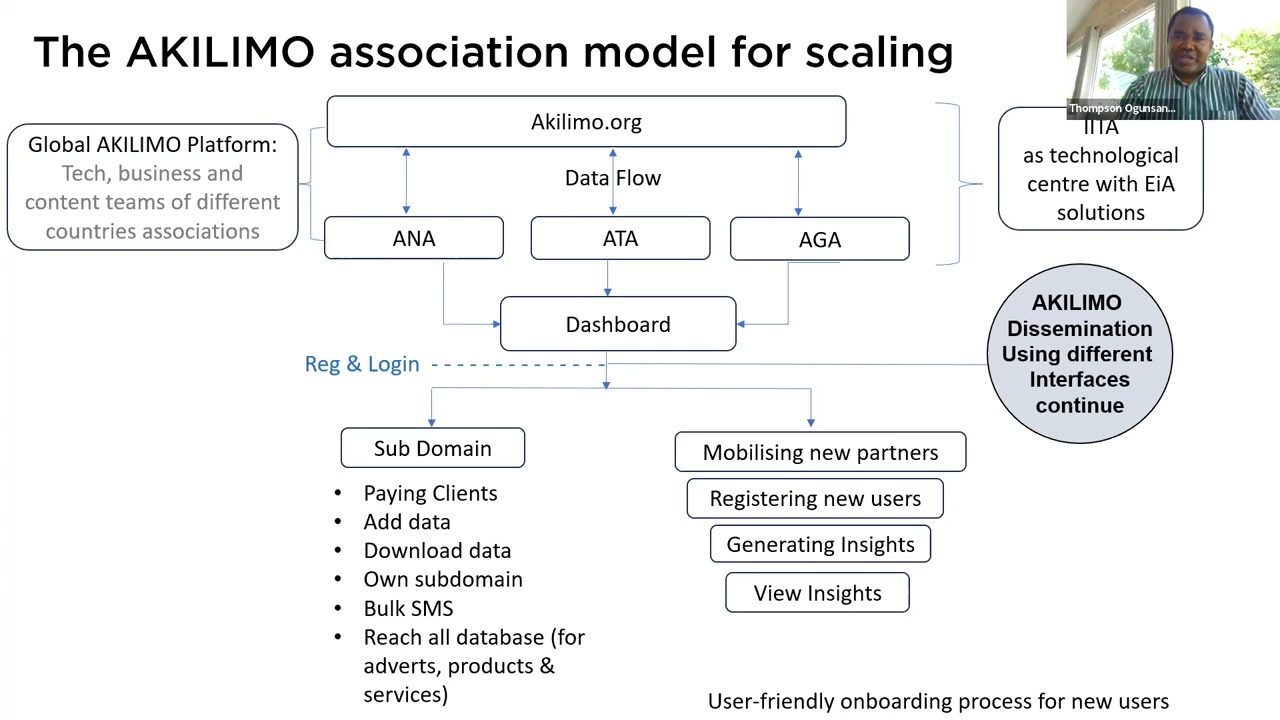 The AKILIMO association model for scaling
Thompson Ogunsan...
Akilimo.org
Global AKILIMO Platform:
Tech, business and
content teams of different
countries associations
IITA
as technological
centre with EiA
solutions
Data Flow
ANA
ATA
AGA
Dashboard
AKILIMO
Dissemination
Using different
Interfaces
continue
Reg & Login
Sub Domain
• Paying Clients
• Add data
• Download data
• Own subdomain
• Bulk SMS
• Reach all database (for
adverts, products &
services)
Mobilising new partners
Registering new users
Generating Insights
View Insights
User-friendly onboarding process for new users